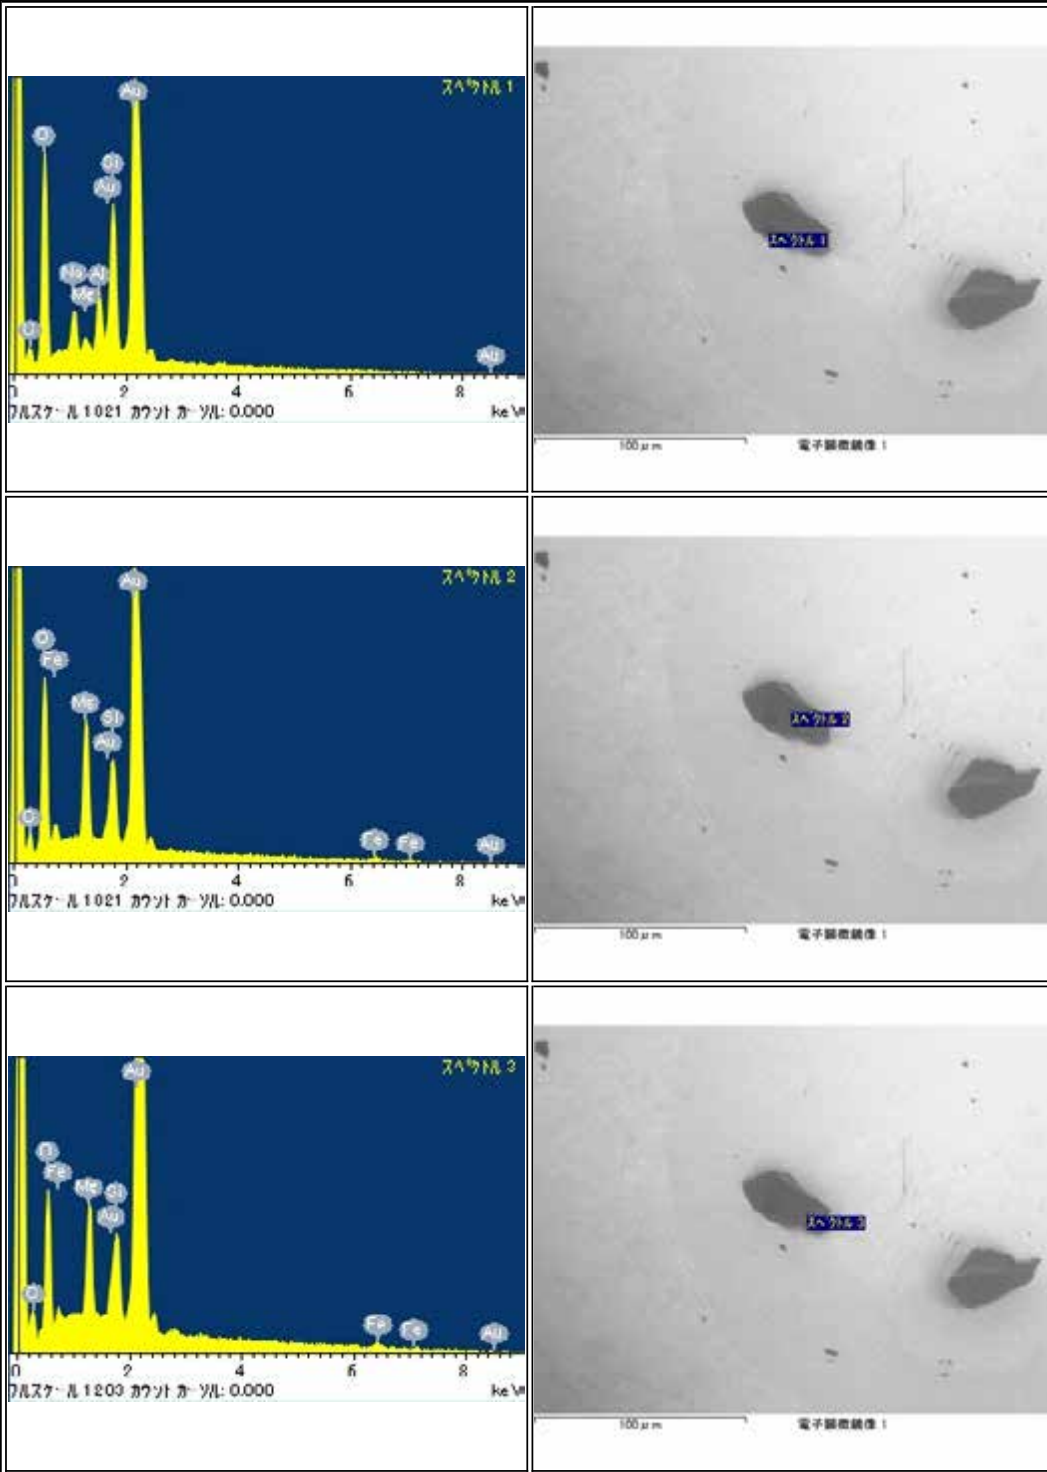 スペクトル 1
Au
O
Si
Au
Na
Al
Mg
C
Au
0
2
4
6
8
フルスケール 1021 カウント カーソル: 0.000
keV
スペクトル 1
100μm
電子顕微鏡像 1
スペクトル 2
Au
O
Fe
Mg
Si
Au
C
Fe
Fe
Au
0
2
4
6
8
フルスケール 1021 カウント カーソル: 0.000
keV
スペクトル 2
100μm
電子顕微鏡像 1
スペクトル 3
Au
O
Fe
Mg
Si
Au
C
Fe
Fe
Au
0
2
4
6
8
フルスケール 1203 カウント カーソル: 0.000
keV
スペクトル 3
100μm
電子顕微鏡像 1